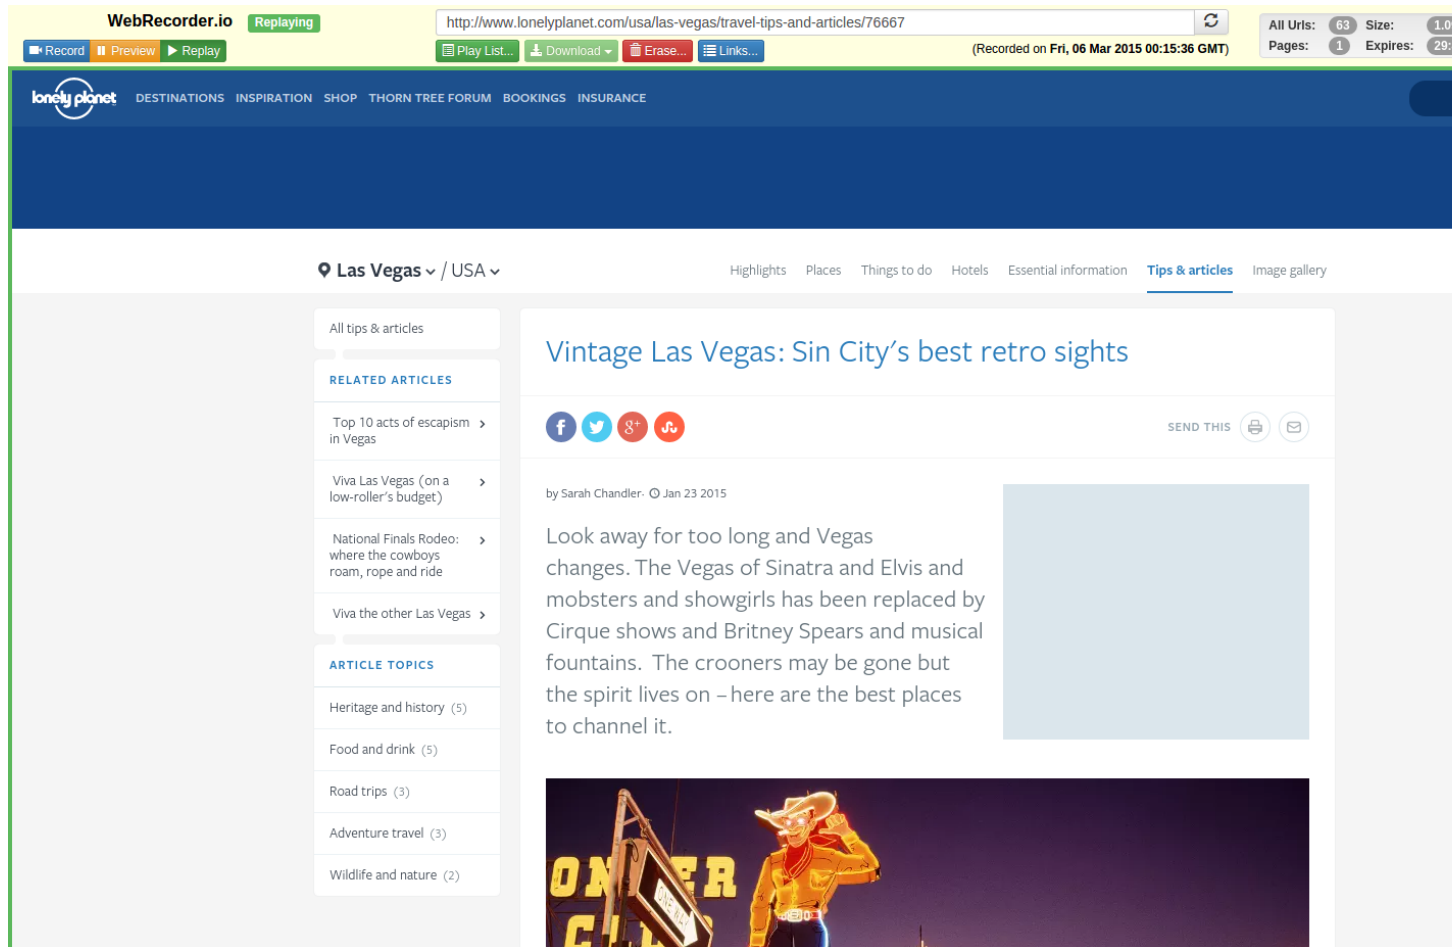 WebRecorder.io Replaying
http://www.lonelyplanet.com/usa/las-vegas/travel-tips-and-articles/76667
All Urls: 63 Size:
Record Preview Replay
Play List... Download Erase... Links...
(Recorded on Fri, 06 Mar 2015 00:15:36 GMT)
Pages: 1 Expires:
lonely planet DESTINATIONS INSPIRATION SHOP THORN TREE FORUM BOOKINGS INSURANCE
Las Vegas / USA
Highlights Places Things to do Hotels Essential information Tips & articles Image gallery
All tips & articles
RELATED ARTICLES
Top 10 acts of escapism
in Vegas
Viva Las Vegas (on a
low-roller's budget)
National Finals Rodeo:
where the cowboys
roam, rope and ride
Viva the other Las Vegas
ARTICLE TOPICS
Heritage and history (5)
Food and drink (5)
Road trips (3)
Adventure travel (3)
Wildlife and nature (2)
Vintage Las Vegas: Sin City's best retro sights
f g+
SEND THIS
by Sarah Chandler· Jan 23 2015
Look away for too long and Vegas
changes. The Vegas of Sinatra and Elvis and
mobsters and showgirls has been replaced by
Cirque shows and Britney Spears and musical
fountains. The crooners may be gone but
the spirit lives on – here are the best places
to channel it.